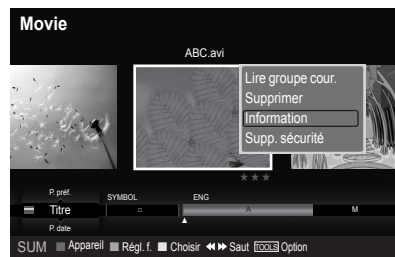 Movie
ABC.avi
Lire groupe cour.
Supprimer
Information
Supp. sécurité
P. préf.
SYMBOL ENG
Titre A M
P. date
SUM Appareil Régl. f. Choisir Saut TOOLS Option